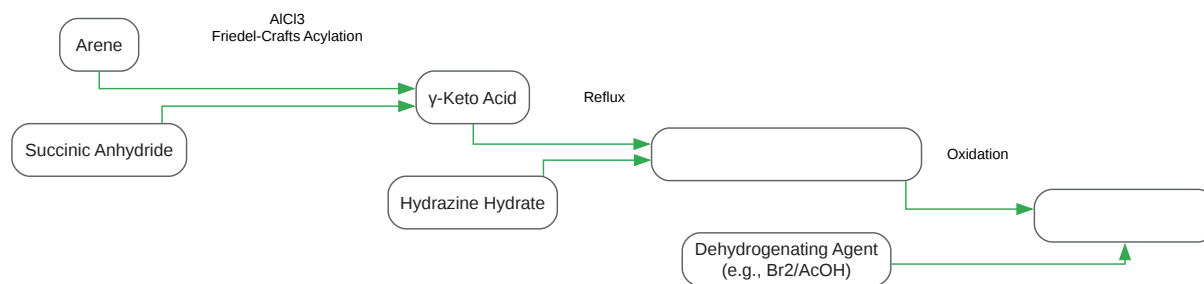 AlCl3
Friedel-Crafts Acylation
Arene
Succinic Anhydride
γ-Keto Acid
Reflux
Hydrazine Hydrate
Oxidation
Dehydrogenating Agent
(e.g., Br2/AcOH)